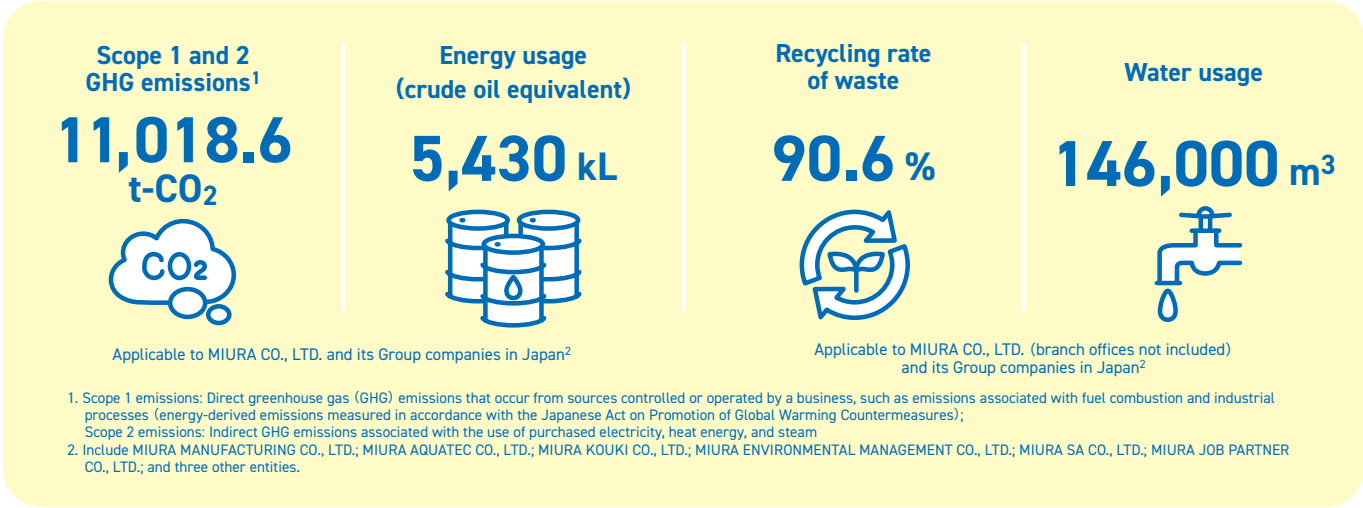 Scope 1 and 2
GHG emissions1
11,018.6
t-CO2
CO2
Energy usage
(crude oil equivalent)
5,430 kL
Recycling rate
of waste
90.6 %
Water usage
146,000 m3
Applicable to MIURA CO., LTD. and its Group companies in Japan2
Applicable to MIURA CO., LTD. (branch offices not included)
and its Group companies in Japan2
1. Scope 1 emissions: Direct greenhouse gas (GHG) emissions that occur from sources controlled or operated by a business, such as emissions associated with fuel combustion and industrial
processes (energy-derived emissions measured in accordance with the Japanese Act on Promotion of Global Warming Countermeasures);
Scope 2 emissions: Indirect GHG emissions associated with the use of purchased electricity, heat energy, and steam
2. Include MIURA MANUFACTURING CO., LTD.; MIURA AQUATEC CO., LTD.; MIURA KOUKI CO., LTD.; MIURA ENVIRONMENTAL MANAGEMENT CO., LTD.; MIURA SA CO., LTD.; MIURA JOB PARTNER
CO., LTD.; and three other entities.